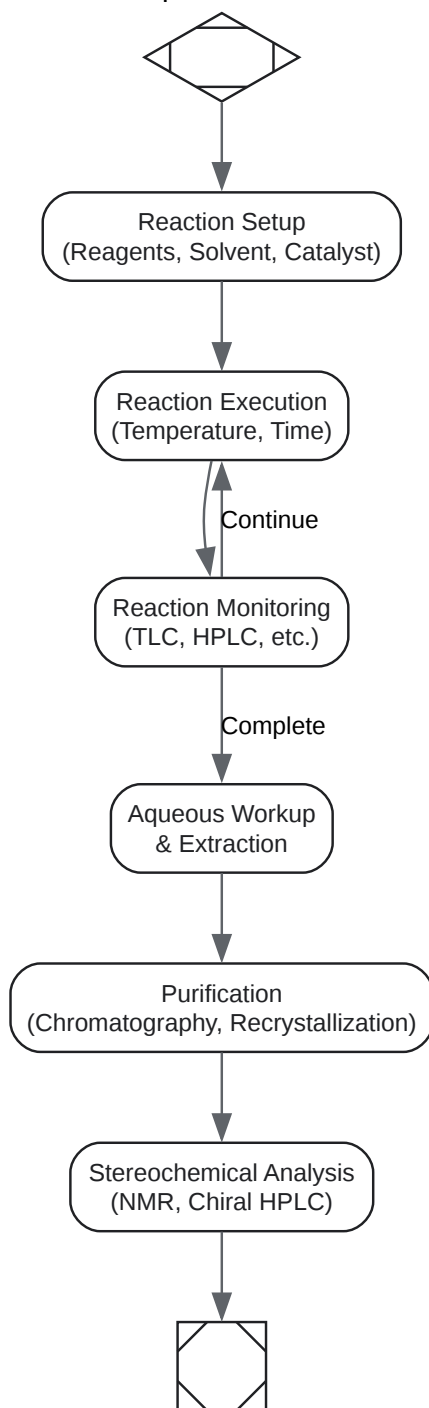 Reaction Setup
(Reagents, Solvent, Catalyst)
Reaction Execution
(Temperature, Time)
Continue
Reaction Monitoring
(TLC, HPLC, etc.)
Complete
Aqueous Workup
& Extraction
Purification
(Chromatography, Recrystallization)
Stereochemical Analysis
(NMR, Chiral HPLC)